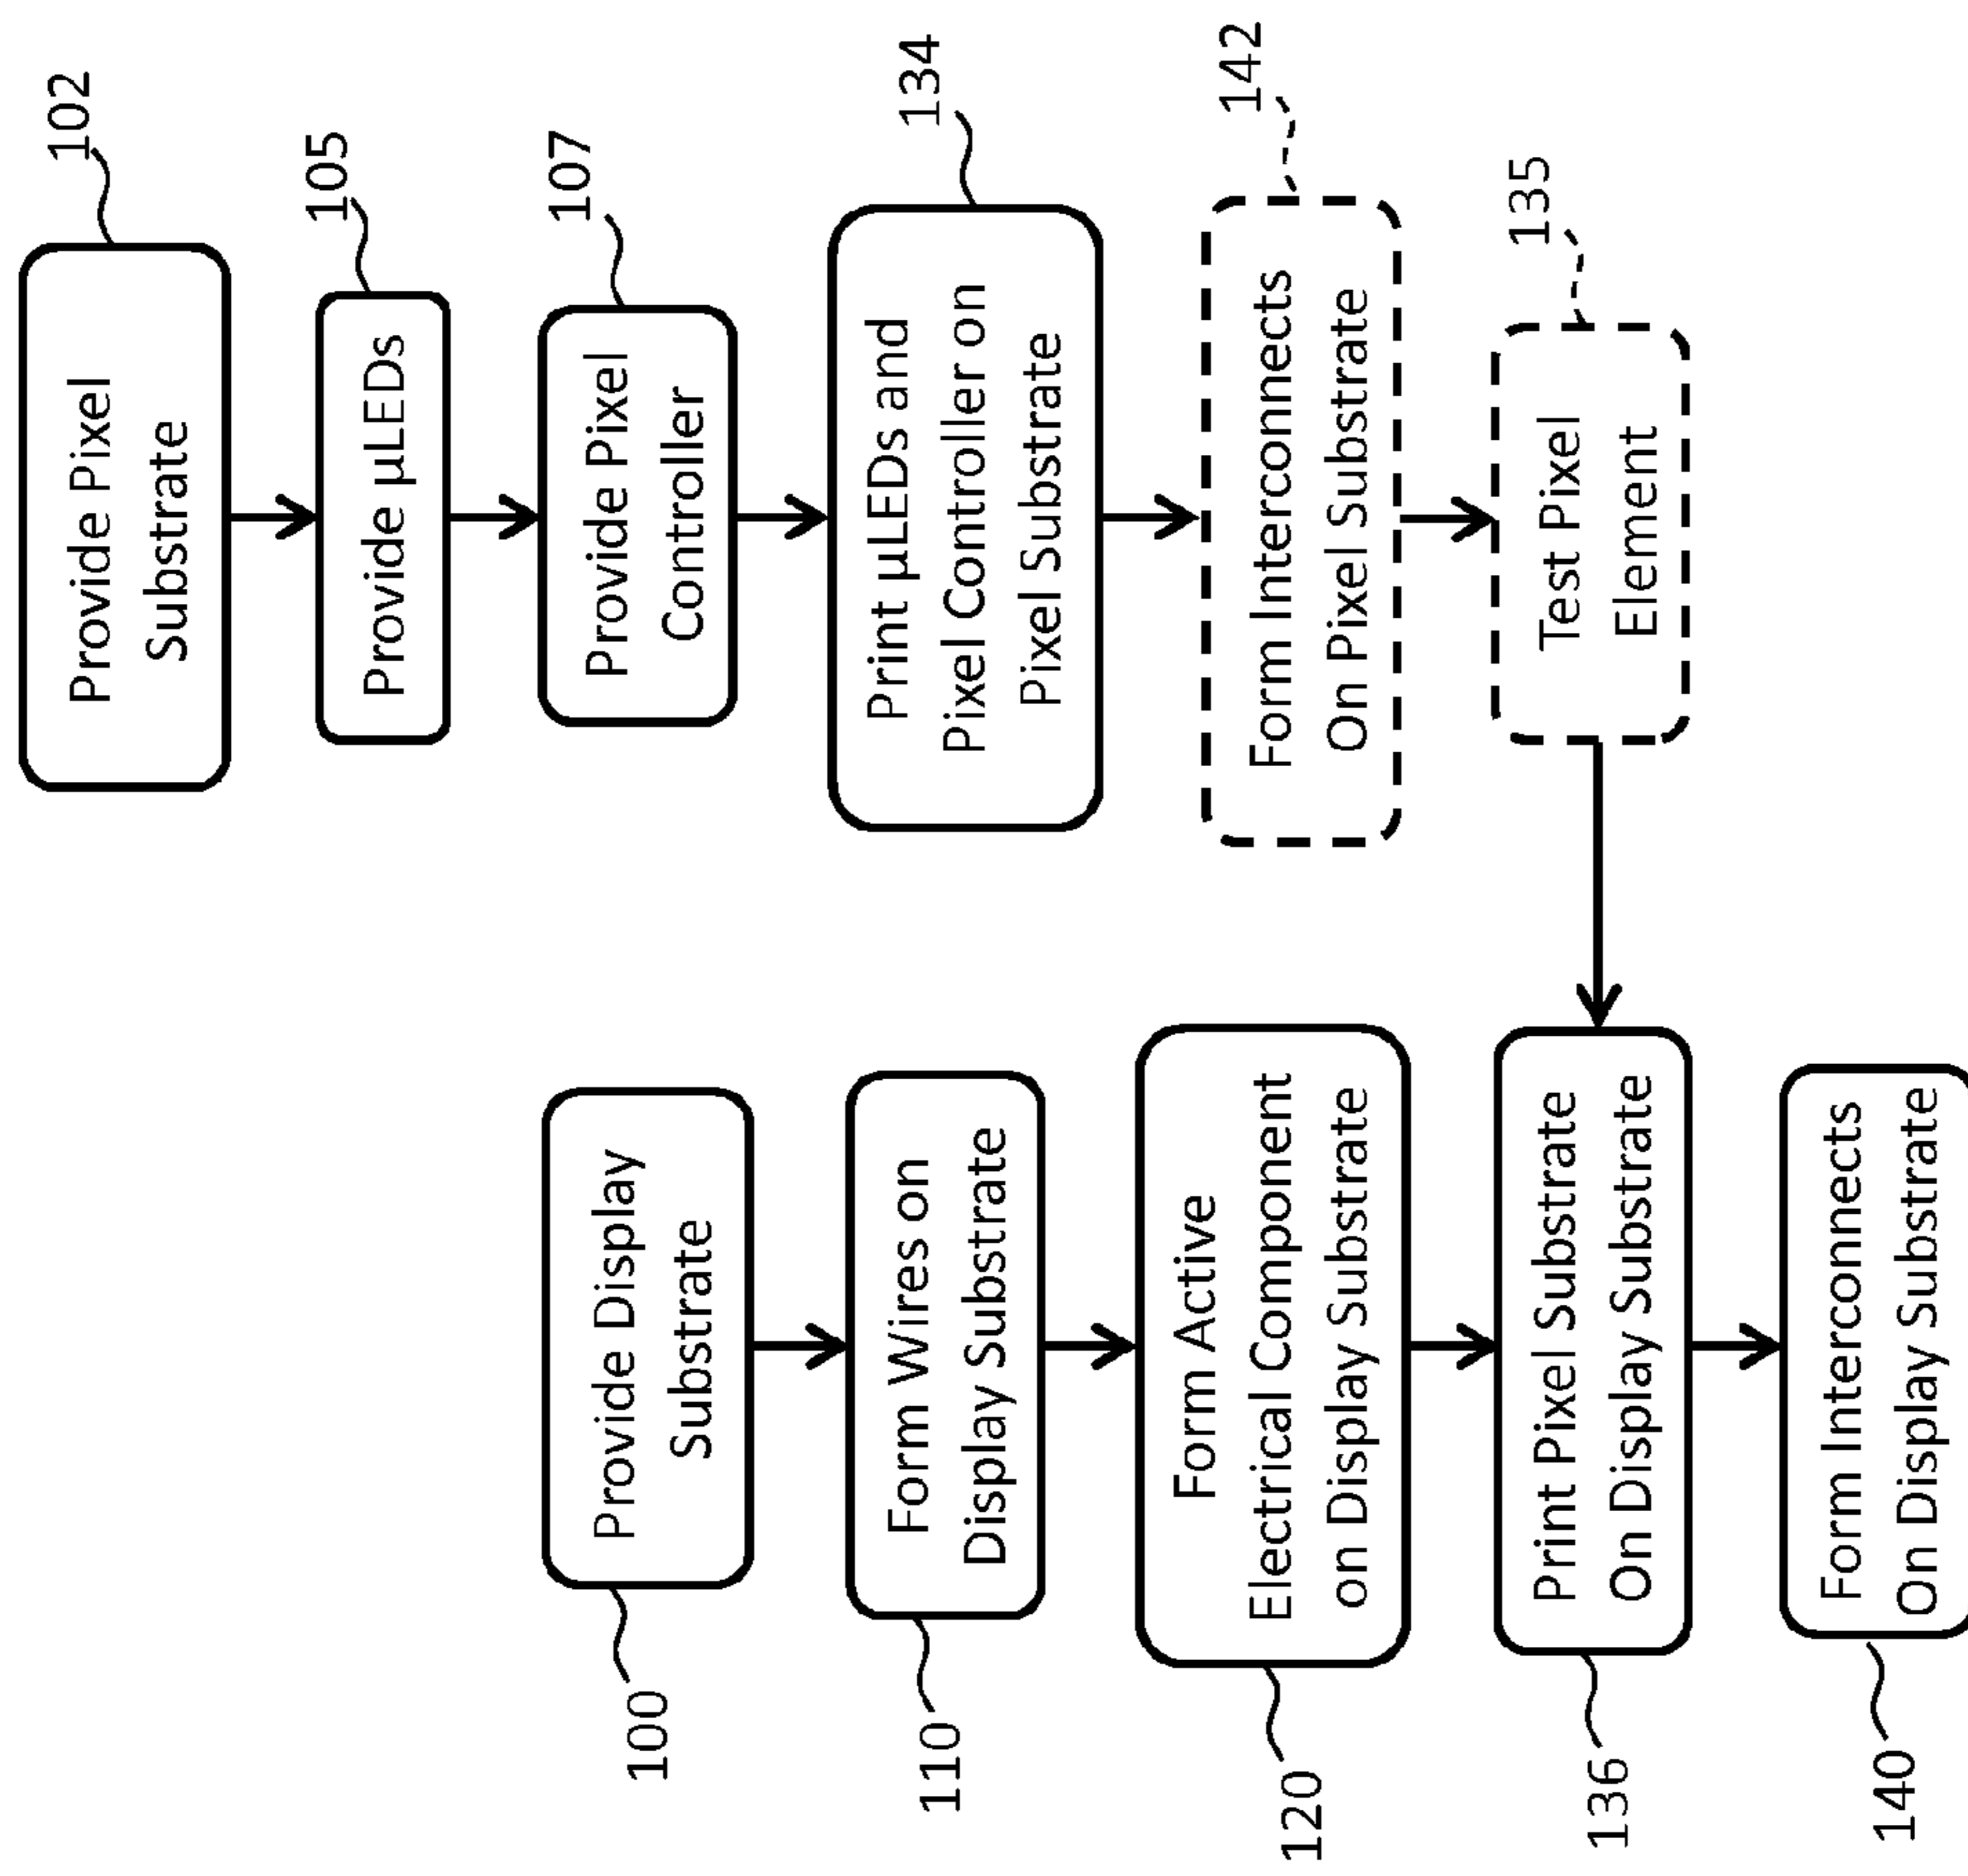 100
Provide Display
Substrate
110
Form Wires on
Display Substrate
120
Form Active
Electrical Component
on Display Substrate
136
Print Pixel Substrate
On Display Substrate
140
Form Interconnects
On Display Substrate
Provide Pixel
Substrate
102
Provide µLEDs
105
Provide Pixel
Controller
107
Print µLEDs and
Pixel Controller on
Pixel Substrate
134
Form Interconnects
On Pixel Substrate
142
Test Pixel
Element
135